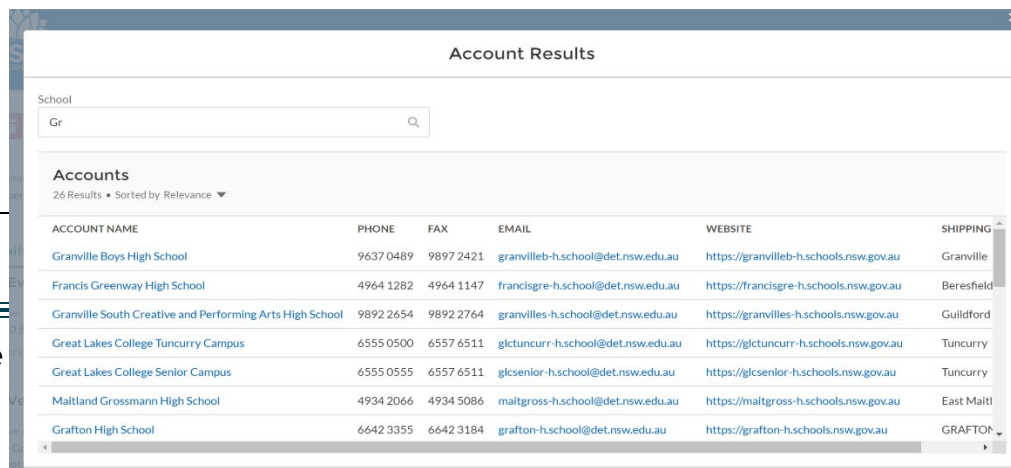 Account Results
School
Gr
Accounts
26 Results • Sorted by Relevance
ACCOUNT NAME PHONE FAX EMAIL WEBSITE SHIPPING
Granville Boys High School 9637 0489 9897 2421 granvilleb-h.school@det.nsw.edu.au https://granvilleb-h.schools.nsw.gov.au Granville
Francis Greenway High School 4964 1282 4964 1147 francisgre-h.school@det.nsw.edu.au https://francisgre-h.schools.nsw.gov.au Beresfield
Granville South Creative and Performing Arts High School 9892 2654 9892 2764 granvilles-h.school@det.nsw.edu.au https://granvilles-h.schools.nsw.gov.au Guildford
Great Lakes College Tuncurry Campus 6555 0500 6557 6511 glctuncurr-h.school@det.nsw.edu.au https://glctuncurr-h.schools.nsw.gov.au Tuncurry
Great Lakes College Senior Campus 6555 0555 6557 6511 glcsenior-h.school@det.nsw.edu.au https://glcsenior-h.schools.nsw.gov.au Tuncurry
Maitland Grossmann High School 4934 2066 4934 5086 maitgross-h.school@det.nsw.edu.au https://maitgross-h.schools.nsw.gov.au East Maitl
Grafton High School 6642 3355 6642 3184 grafton-h.school@det.nsw.edu.au https://grafton-h.schools.nsw.gov.au GRAFTON